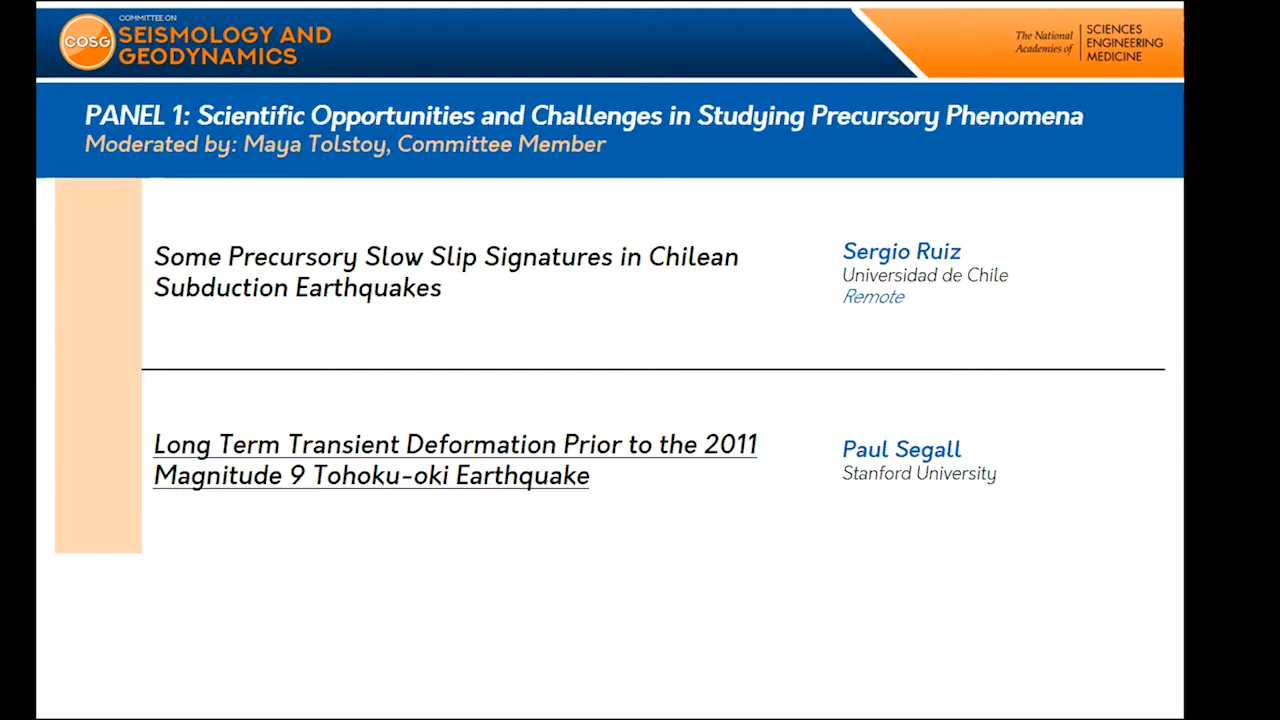 COSG
COMMITTEE ON
SEISMOLOGY AND
GEODYNAMICS
The National
Academies of
SCIENCES
ENGINEERING
MEDICINE
PANEL 1: Scientific Opportunities and Challenges in Studying Precursory Phenomena
Moderated by: Maya Tolstoy, Committee Member
Some Precursory Slow Slip Signatures in Chilean
Subduction Earthquakes
Sergio Ruiz
Universidad de Chile
Remote
Long Term Transient Deformation Prior to the 2011
Magnitude 9 Tohoku-oki Earthquake
Paul Segall
Stanford University